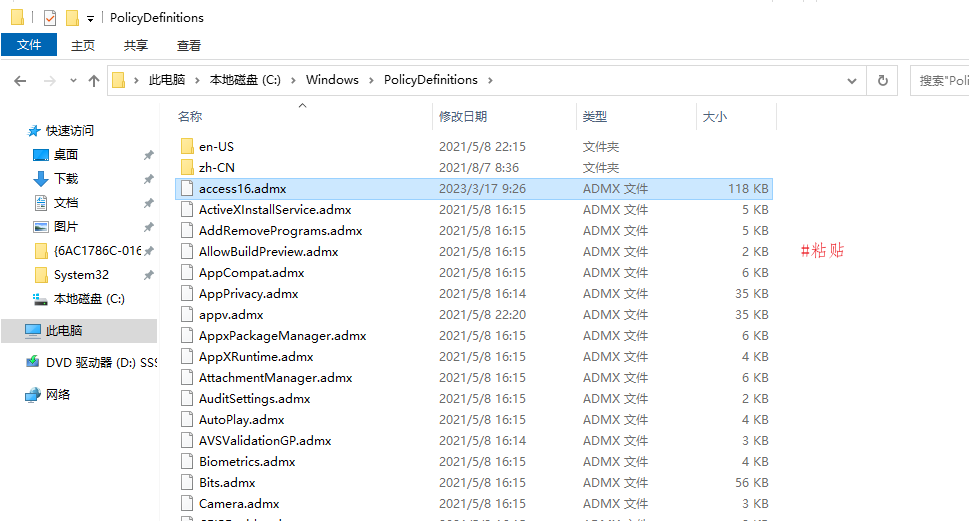 PolicyDefinitions
文件 主页 共享 查看
此电脑 本地磁盘 (C:) Windows PolicyDefinitions
搜索"Poli
名称 修改日期 类型 大小
快速访问
桌面
下载
文档
图片
{6AC1786C-016
System32
本地磁盘 (C:)
此电脑
DVD 驱动器 (D:) SSS
网络
en-US 2021/5/8 22:15 文件夹
zh-CN 2021/8/7 8:36 文件夹
access16.admx 2023/3/17 9:26 ADMX 文件 118 KB
ActiveXInstallService.admx 2021/5/8 16:15 ADMX 文件 5 KB
AddRemovePrograms.admx 2021/5/8 16:15 ADMX 文件 5 KB
AllowBuildPreview.admx 2021/5/8 16:15 ADMX 文件 2 KB
#粘贴
AppCompat.admx 2021/5/8 16:15 ADMX 文件 6 KB
AppPrivacy.admx 2021/5/8 16:14 ADMX 文件 35 KB
appv.admx 2021/5/8 22:20 ADMX 文件 35 KB
AppxPackageManager.admx 2021/5/8 16:15 ADMX 文件 6 KB
AppXRuntime.admx 2021/5/8 16:15 ADMX 文件 4 KB
AttachmentManager.admx 2021/5/8 16:15 ADMX 文件 6 KB
AuditSettings.admx 2021/5/8 16:15 ADMX 文件 2 KB
AutoPlay.admx 2021/5/8 16:15 ADMX 文件 4 KB
AVSValidationGP.admx 2021/5/8 16:14 ADMX 文件 3 KB
Biometrics.admx 2021/5/8 16:15 ADMX 文件 4 KB
Bits.admx 2021/5/8 16:15 ADMX 文件 56 KB
Camera.admx 2021/5/8 16:15 ADMX 文件 3 KB